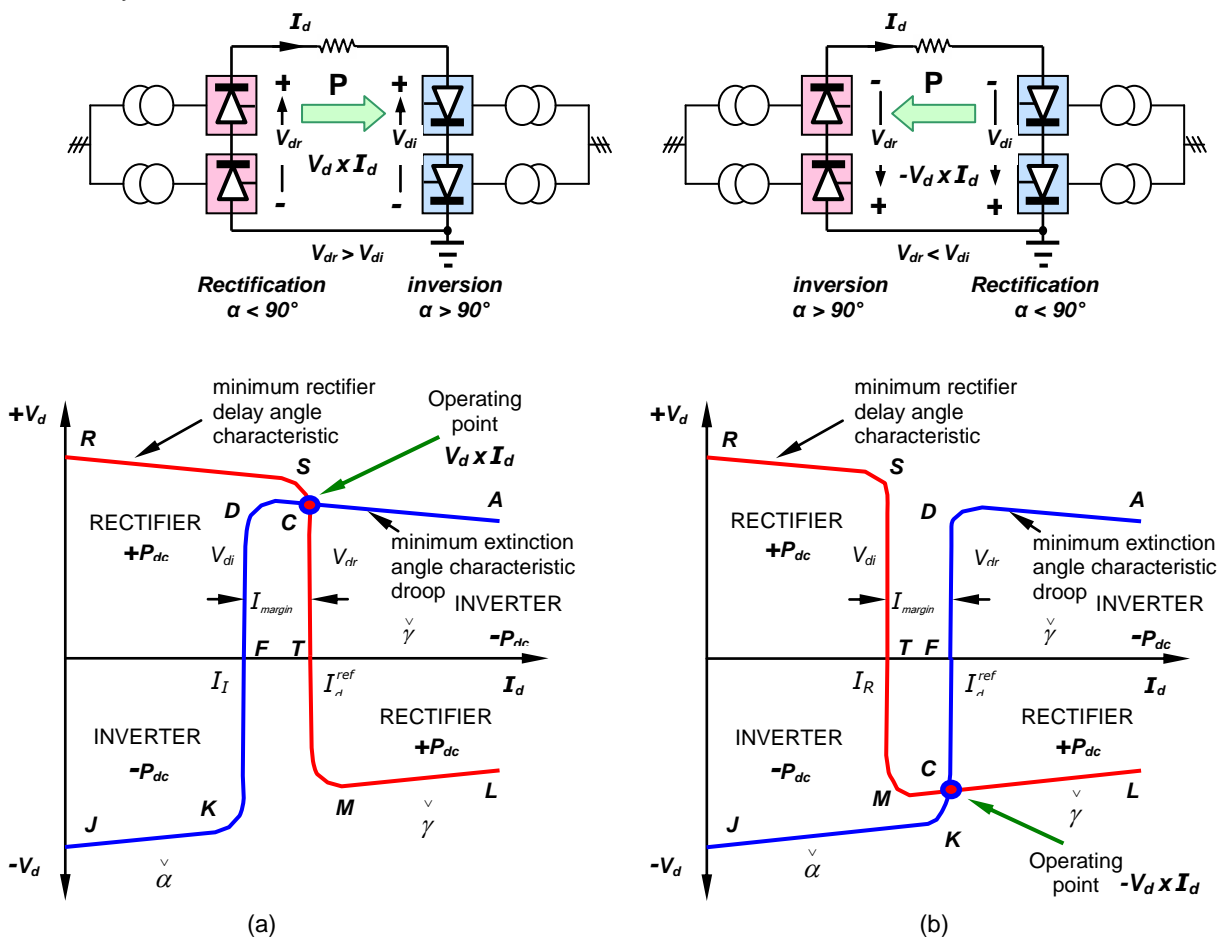 I_d
+
P
+
V_dr
V_di
V_d x I_d
-
-
V_dr > V_di
Rectification
α < 90°
inversion
α > 90°
I_d
-
P
-
V_dr
V_di
-V_d x I_d
+
+
V_dr < V_di
inversion
α > 90°
Rectification
α < 90°
+V_d
minimum rectifier
delay angle
characteristic
Operating
point
V_d x I_d
R
S
D
C
A
RECTIFIER
+P_dc
V_di
V_dr
minimum extinction
angle characteristic
droop
I_margin
INVERTER
γ̌
-P_dc
F
T
I_I
I_d^ref
I_d
INVERTER
-P_dc
RECTIFIER
+P_dc
J
K
M
L
α̌
γ̌
-V_d
(a)
+V_d
minimum rectifier
delay angle
characteristic
R
S
D
A
RECTIFIER
+P_dc
V_di
V_dr
minimum extinction
angle characteristic
droop
I_margin
INVERTER
γ̌
-P_dc
T
F
I_R
I_d^ref
I_d
INVERTER
-P_dc
RECTIFIER
+P_dc
C
J
M
K
L
α̌
γ̌
-V_d
Operating
point -V_d x I_d
(b)